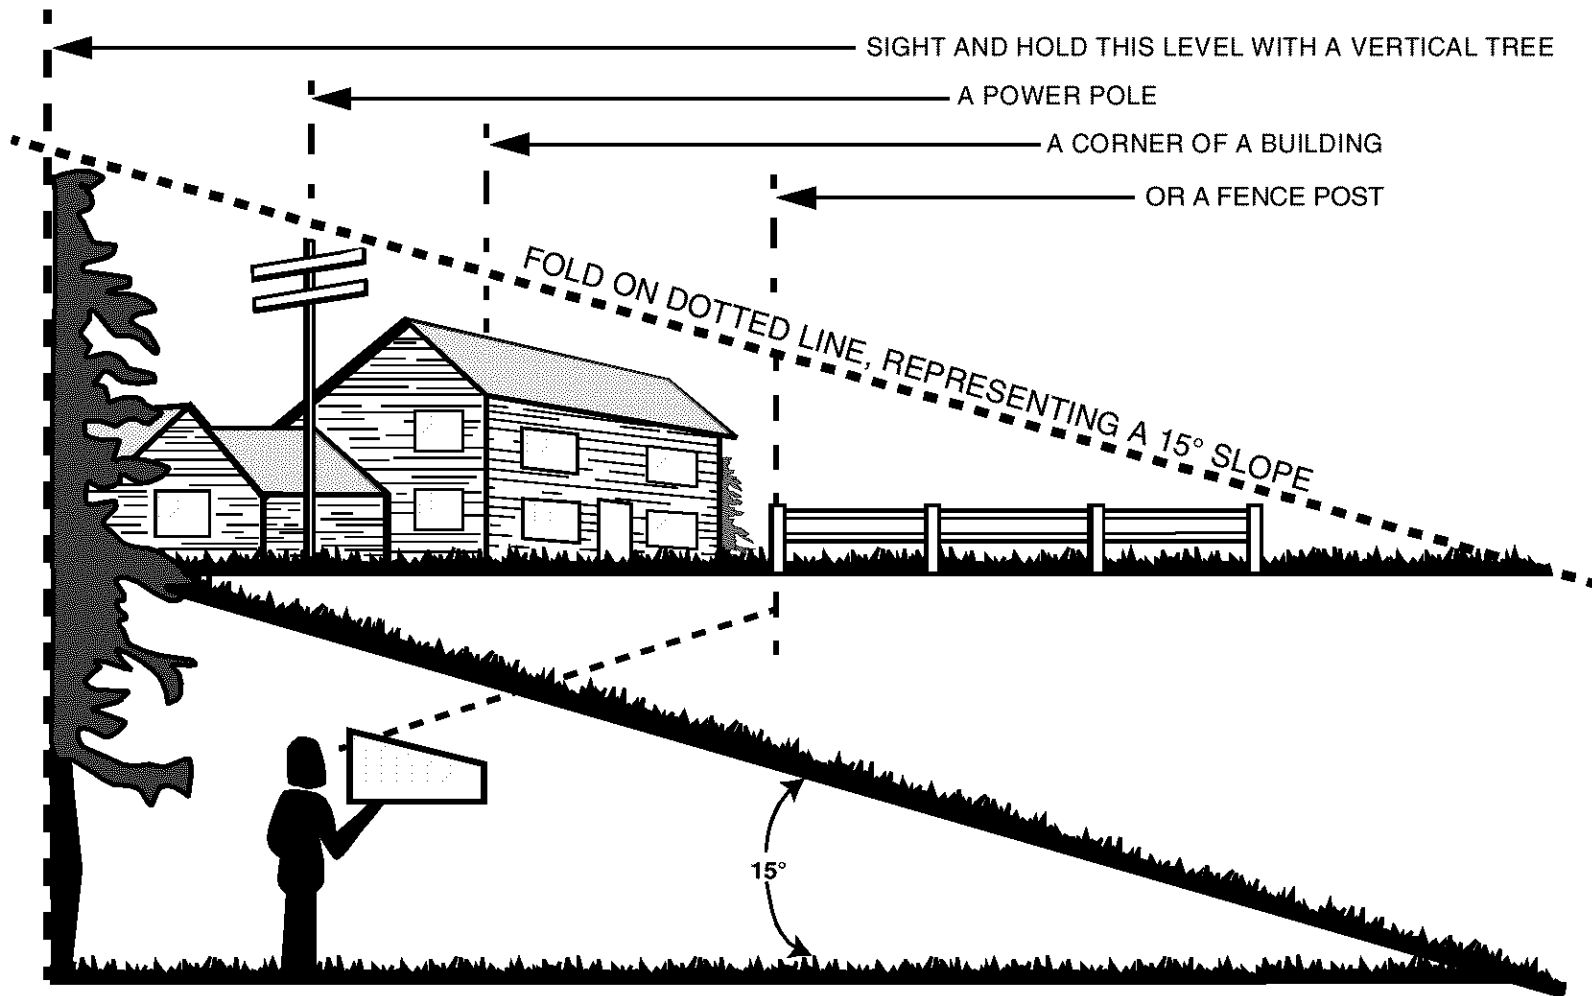 SIGHT AND HOLD THIS LEVEL WITH A VERTICAL TREE
A POWER POLE
A CORNER OF A BUILDING
OR A FENCE POST
FOLD ON DOTTED LINE, REPRESENTING A 15° SLOPE
15°